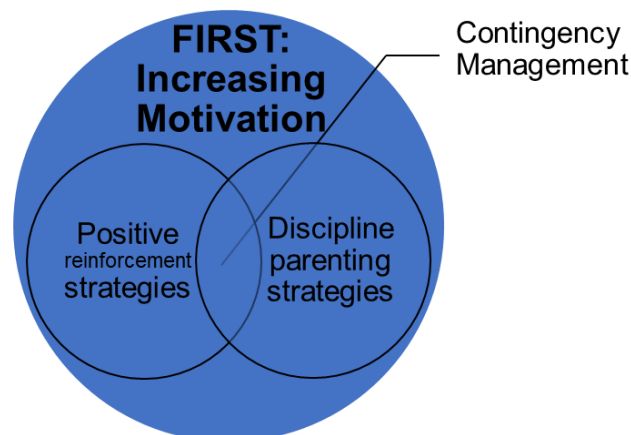 FIRST:
Increasing
Motivation
Contingency
Management
Positive
reinforcement
strategies
Discipline
parenting
strategies